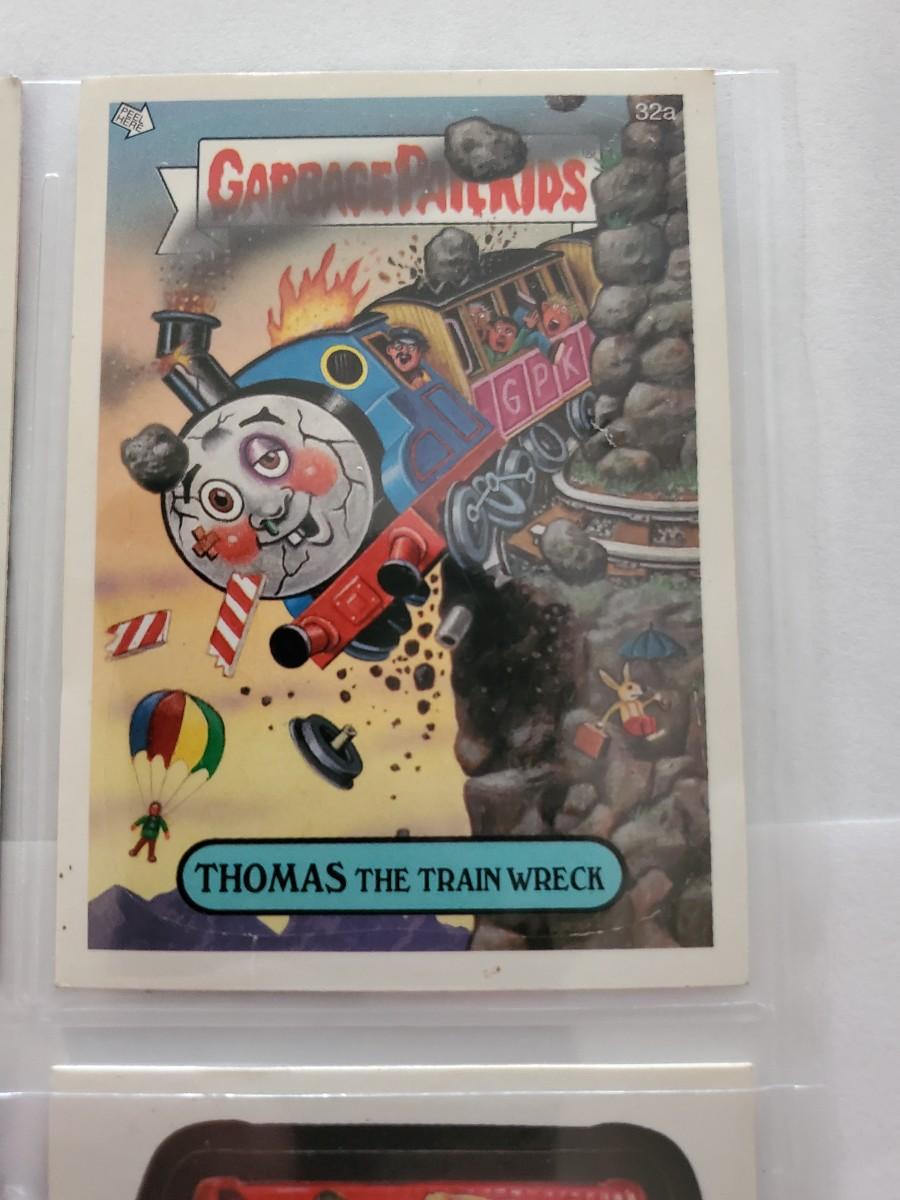 PEEL HERE
32a
GARBAGE PAIL KIDS
®
GPK
THOMAS THE TRAIN WRECK